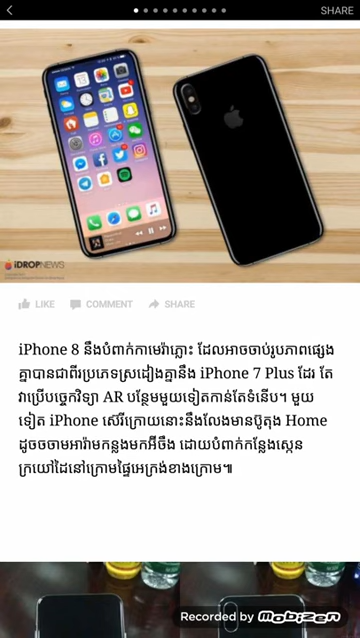 SHARE
iDROPNEWS
LIKE COMMENT SHARE
iPhone 8 នឹងបំពាក់កាមេរ៉ាភ្លោះ ដែលអាចចាប់រូបភាពផ្សេង
គ្នាបានជាពីរប្រភេទស្រដៀងគ្នានឹង iPhone 7 Plus ដែរ តែ
វាប្រើបច្ចេកវិទ្យា AR បន្ថែមមួយទៀតកាន់តែទំនើប។ មួយ
ទៀត iPhone ស៊េរីក្រោយនោះនឹងលែងមានប៊ូតុង Home
ដូចចចាមអារ៉ាមកន្លងមកអ៊ីចឹង ដោយបំពាក់កន្លែងស្កេន
ក្រយៅដៃនៅក្រោមផ្ទៃអេក្រង់ខាងក្រោម៕
Recorded by MOBIZEN